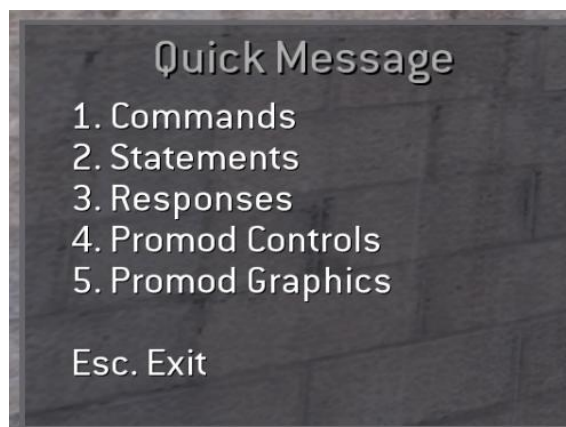 Quick Message
1. Commands
2. Statements
3. Responses
4. Promod Controls
5. Promod Graphics
Esc. Exit